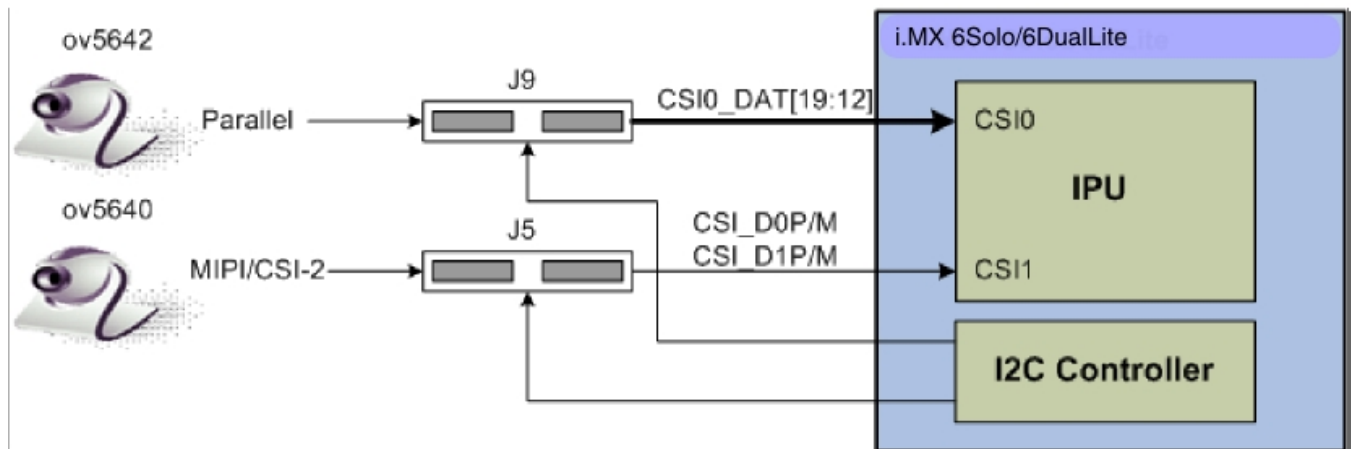 i.MX 6Solo/6DualLite
ov5642
Parallel
J9
CSI0_DAT[19:12]
CSI0
IPU
ov5640
MIPI/CSI-2
J5
CSI_D0P/M
CSI_D1P/M
CSI1
I2C Controller